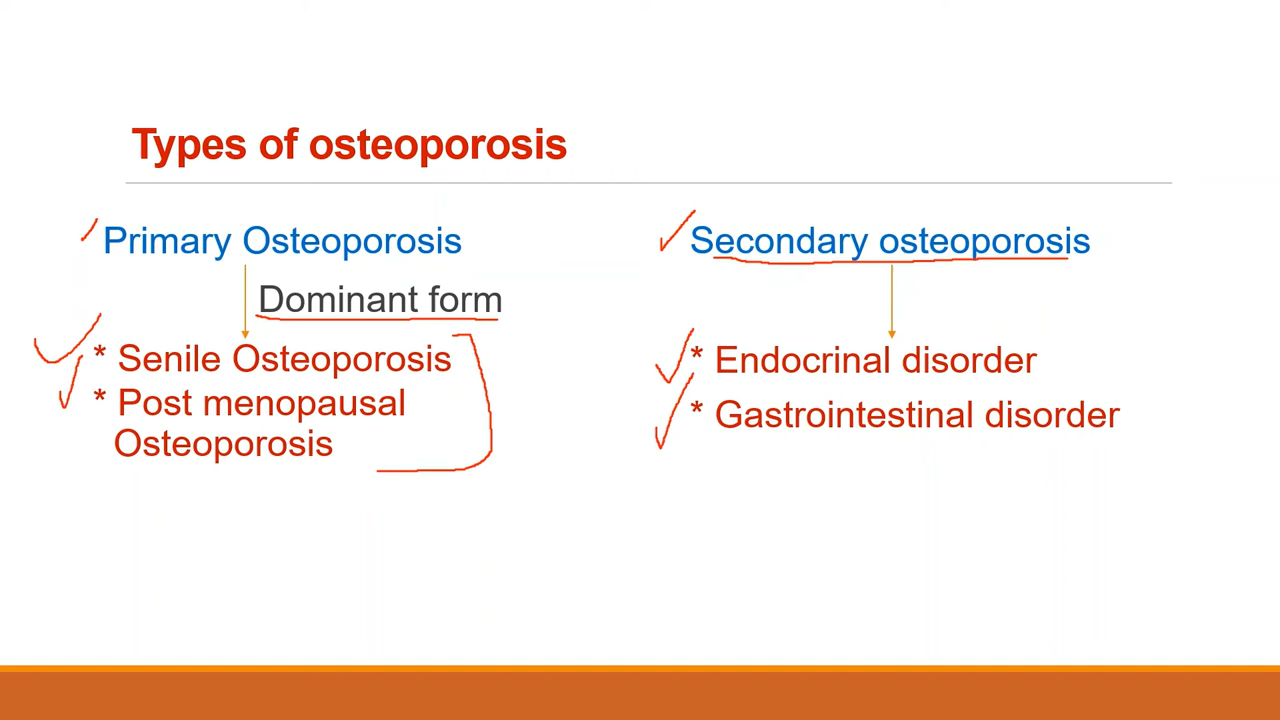 Types of osteoporosis
Primary Osteoporosis
Dominant form
* Senile Osteoporosis
* Post menopausal
Osteoporosis
Secondary osteoporosis
* Endocrinal disorder
* Gastrointestinal disorder